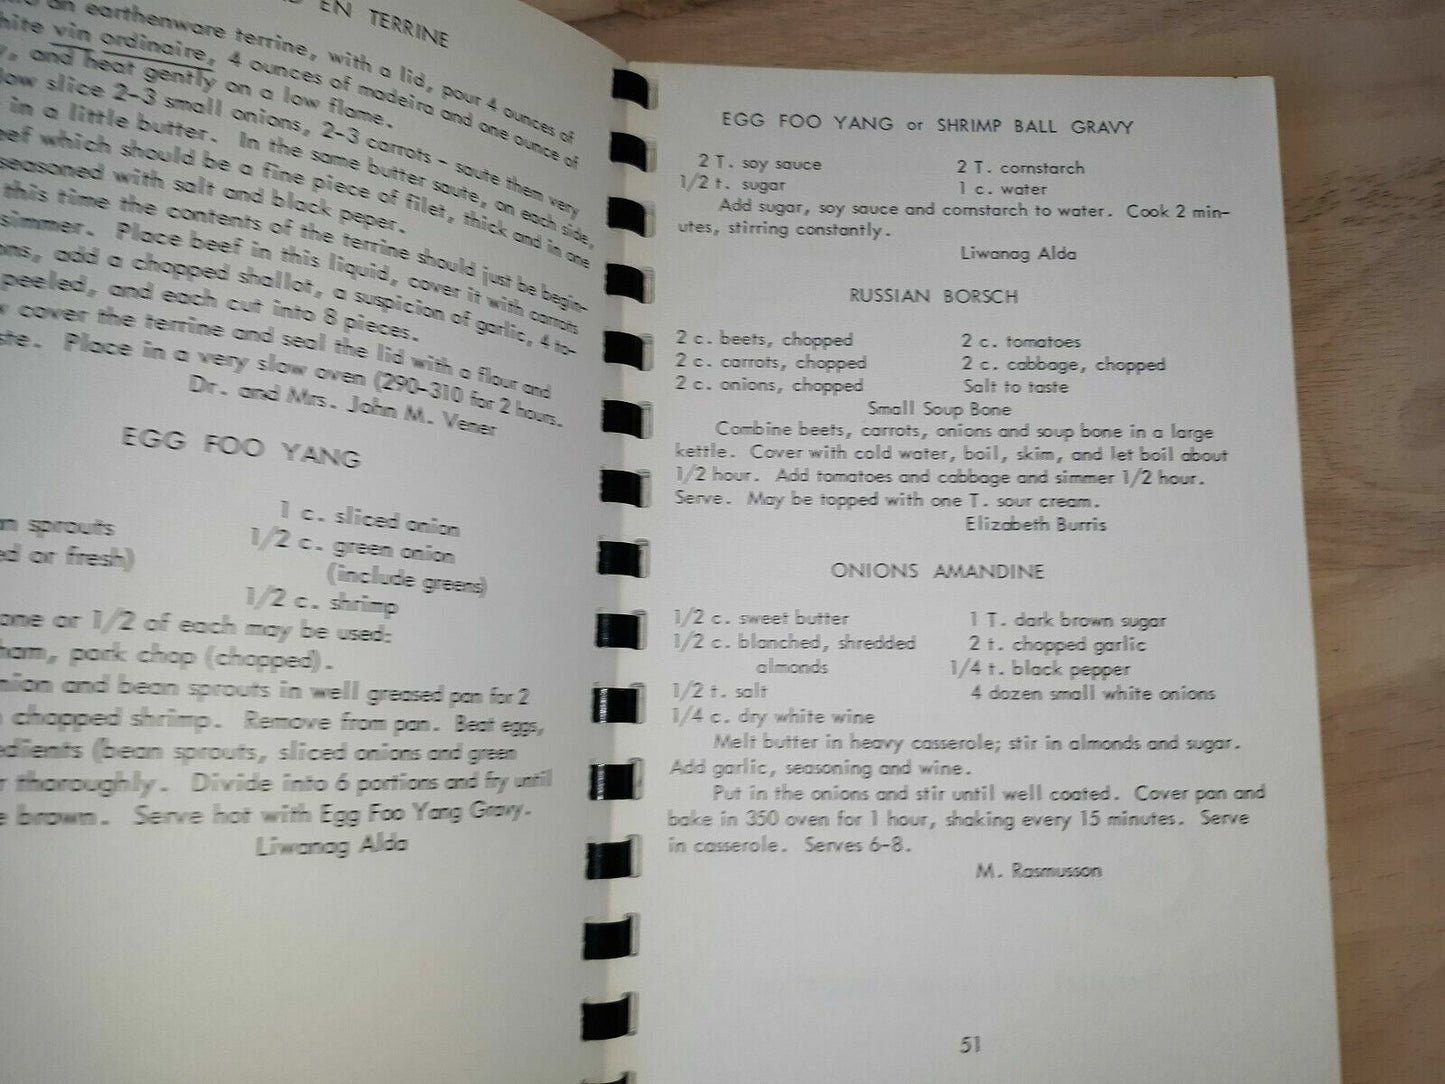 EN TERRINE
an earthenware terrine, with a lid, pour 4 ounces of
vin ordinaire, 4 ounces of madeira and one ounce of
and heat gently on a low flame.
slice 2-3 small onions, 2-3 carrots - saute them very
in a little butter. In the same butter saute, on each side,
which should be a fine piece of filet, thick and in one
seasoned with salt and black peper.
this time the contents of the terrine should just be begin-
simmer. Place beef in this liquid, cover it with carrots
add a chopped shallot, a suspicion of garlic, 4 to-
peeled, and each cut into 8 pieces.
cover the terrine and seal the lid with a flour and
Place in a very slow oven (290-310 for 2 hours.
Dr. and Mrs. John M. Vener
EGG FOO YANG
1 c. sliced onion
sprouts
1/2 c. green onion
or fresh)
(include greens)
1/2 c. shrimp
one or 1/2 of each may be used:
ham, pork chop (chopped).
and bean sprouts in well greased pan for 2
chopped shrimp. Remove from pan. Beat eggs,
(bean sprouts, sliced onions and green
thoroughly. Divide into 6 portions and fry until
brown. Serve hot with Egg Foo Yang Gravy.
Liwanag Alda
EGG FOO YANG or SHRIMP BALL GRAVY
2 T. soy sauce 2 T. cornstarch
1/2 t. sugar 1 c. water
Add sugar, soy sauce and cornstarch to water. Cook 2 min-
utes, stirring constantly.
Liwanag Alda
RUSSIAN BORSCH
2 c. beets, chopped 2 c. tomatoes
2 c. carrots, chopped 2 c. cabbage, chopped
2 c. onions, chopped Salt to taste
Small Soup Bone
Combine beets, carrots, onions and soup bone in a large
kettle. Cover with cold water, boil, skim, and let boil about
1/2 hour. Add tomatoes and cabbage and simmer 1/2 hour.
Serve. May be topped with one T. sour cream.
Elizabeth Burris
ONIONS AMANDINE
1/2 c. sweet butter 1 T. dark brown sugar
1/2 c. blanched, shredded 2 t. chopped garlic
almonds 1/4 t. black pepper
1/2 t. salt 4 dozen small white onions
1/4 c. dry white wine
Melt butter in heavy casserole; stir in almonds and sugar.
Add garlic, seasoning and wine.
Put in the onions and stir until well coated. Cover pan and
bake in 350 oven for 1 hour, shaking every 15 minutes. Serve
in casserole. Serves 6-8.
M. Rasmusson
51